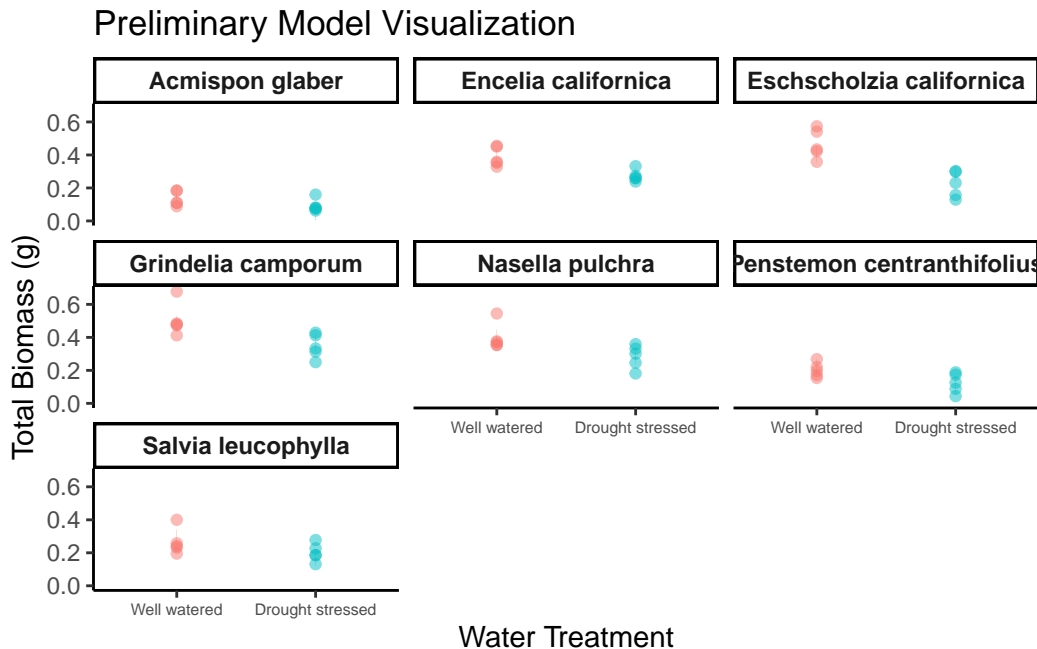 Preliminary Model Visualization
Acmispon glaber
Encelia californica
Eschscholzia californica
0.6
0.4
0.2
0.0
Grindelia camporum
Nasella pulchra
Penstemon centranthifolius
0.6
0.4
0.2
0.0
Well watered
Drought stressed
Well watered
Drought stressed
Salvia leucophylla
0.6
0.4
0.2
0.0
Well watered
Drought stressed
Total Biomass (g)
Water Treatment